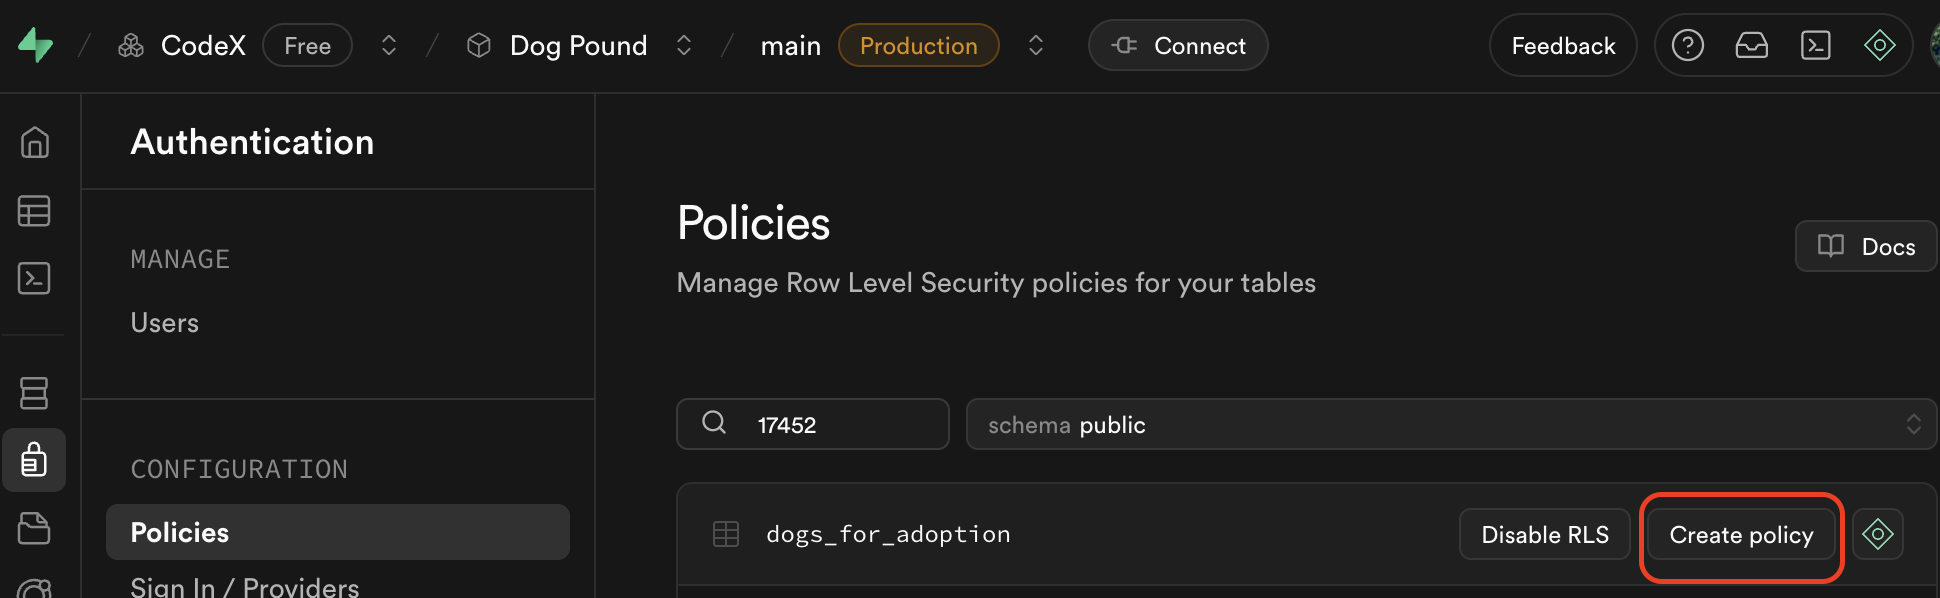 CodeX Free Dog Pound main Production Connect Feedback
Authentication
MANAGE
Users
CONFIGURATION
Policies
Sign In / Providers
Policies
Manage Row Level Security policies for your tables
Docs
17452 schema public
dogs_for_adoption Disable RLS Create policy